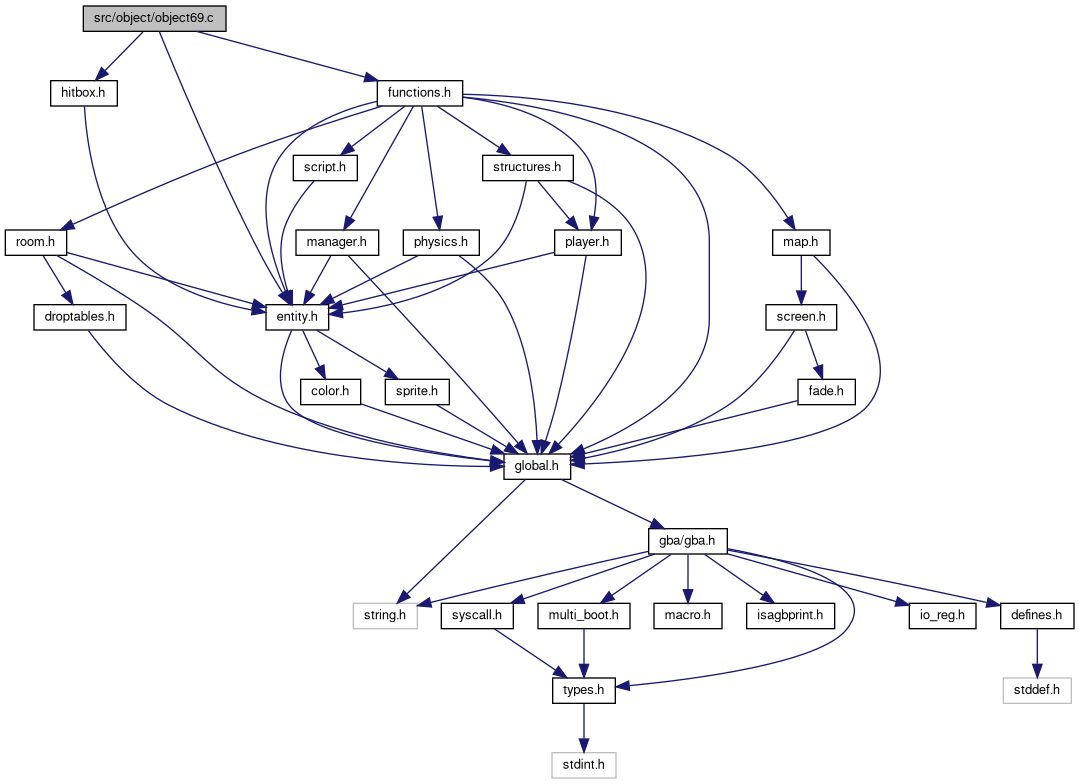 src/object/object69.c
hitbox.h
functions.h
script.h
structures.h
room.h
manager.h
physics.h
player.h
map.h
droptables.h
entity.h
screen.h
color.h
sprite.h
fade.h
global.h
gba/gba.h
string.h
syscall.h
multi_boot.h
macro.h
isagbprint.h
io_reg.h
defines.h
types.h
stddef.h
stdint.h